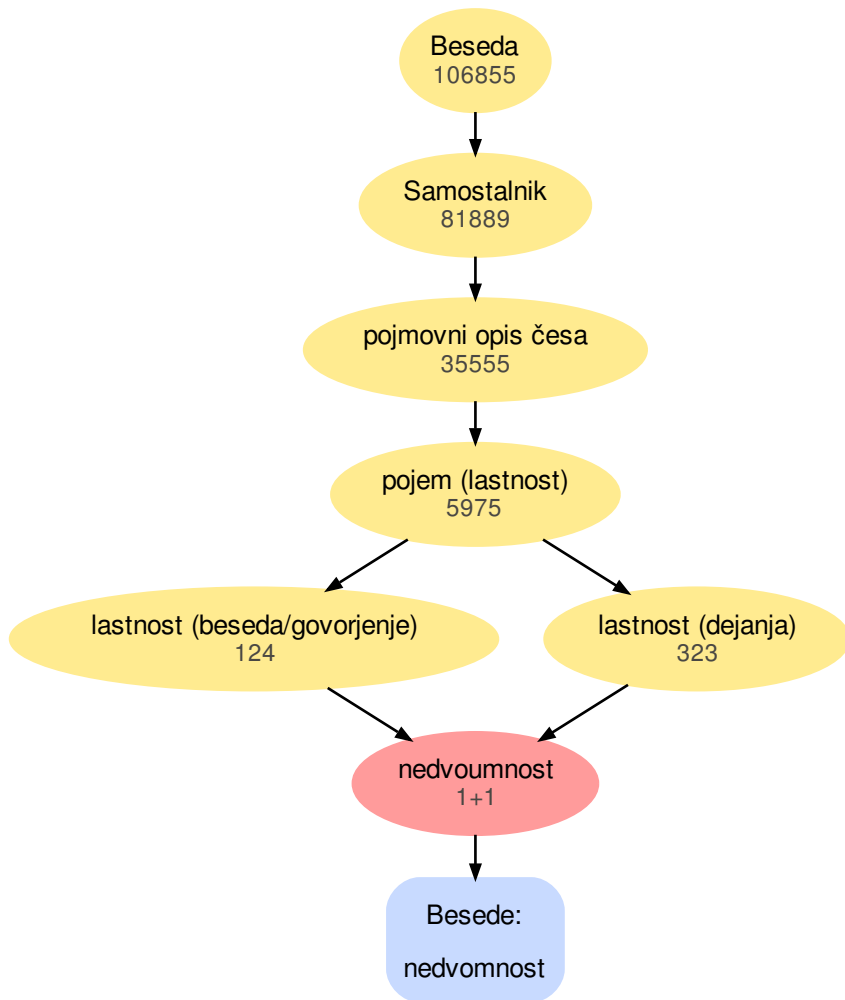 Beseda
106855
Samostalnik
81889
pojmovni opis česa
35555
pojem (lastnost)
5975
lastnost (beseda/govorjenje)
124
lastnost (dejanja)
323
nedvoumnost
1+1
Besede:
nedvomnost